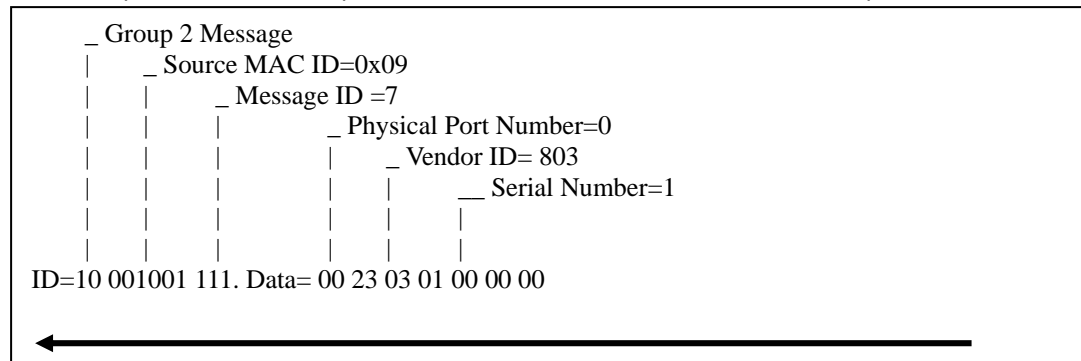 _ Group 2 Message
| _ Source MAC ID=0x09
| | _ Message ID =7
| | | _ Physical Port Number=0
| | | | _ Vendor ID= 803
| | | | | __ Serial Number=1
| | | | | |
| | | | | |
ID=10 001001 111. Data= 00 23 03 01 00 00 00